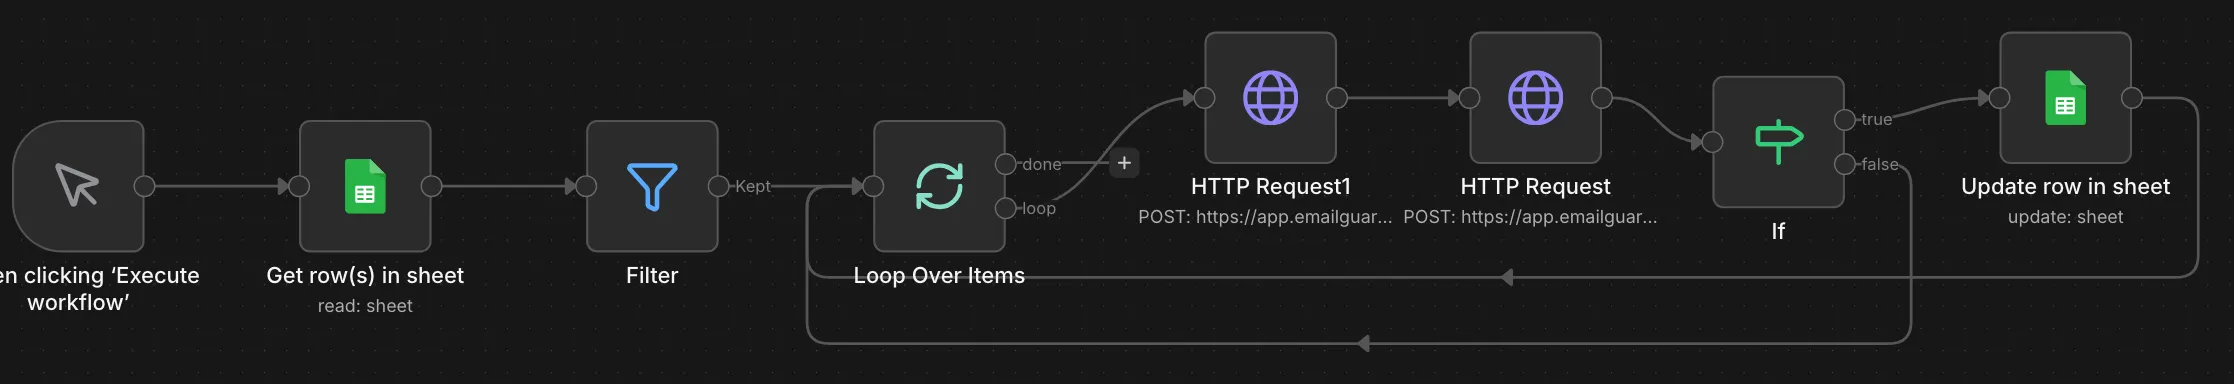 en clicking ‘Execute
workflow’
Get row(s) in sheet
read: sheet
Filter
Kept
Loop Over Items
done
loop
+
HTTP Request1
POST: https://app.emailguar...
HTTP Request
POST: https://app.emailguar...
If
true
false
Update row in sheet
update: sheet